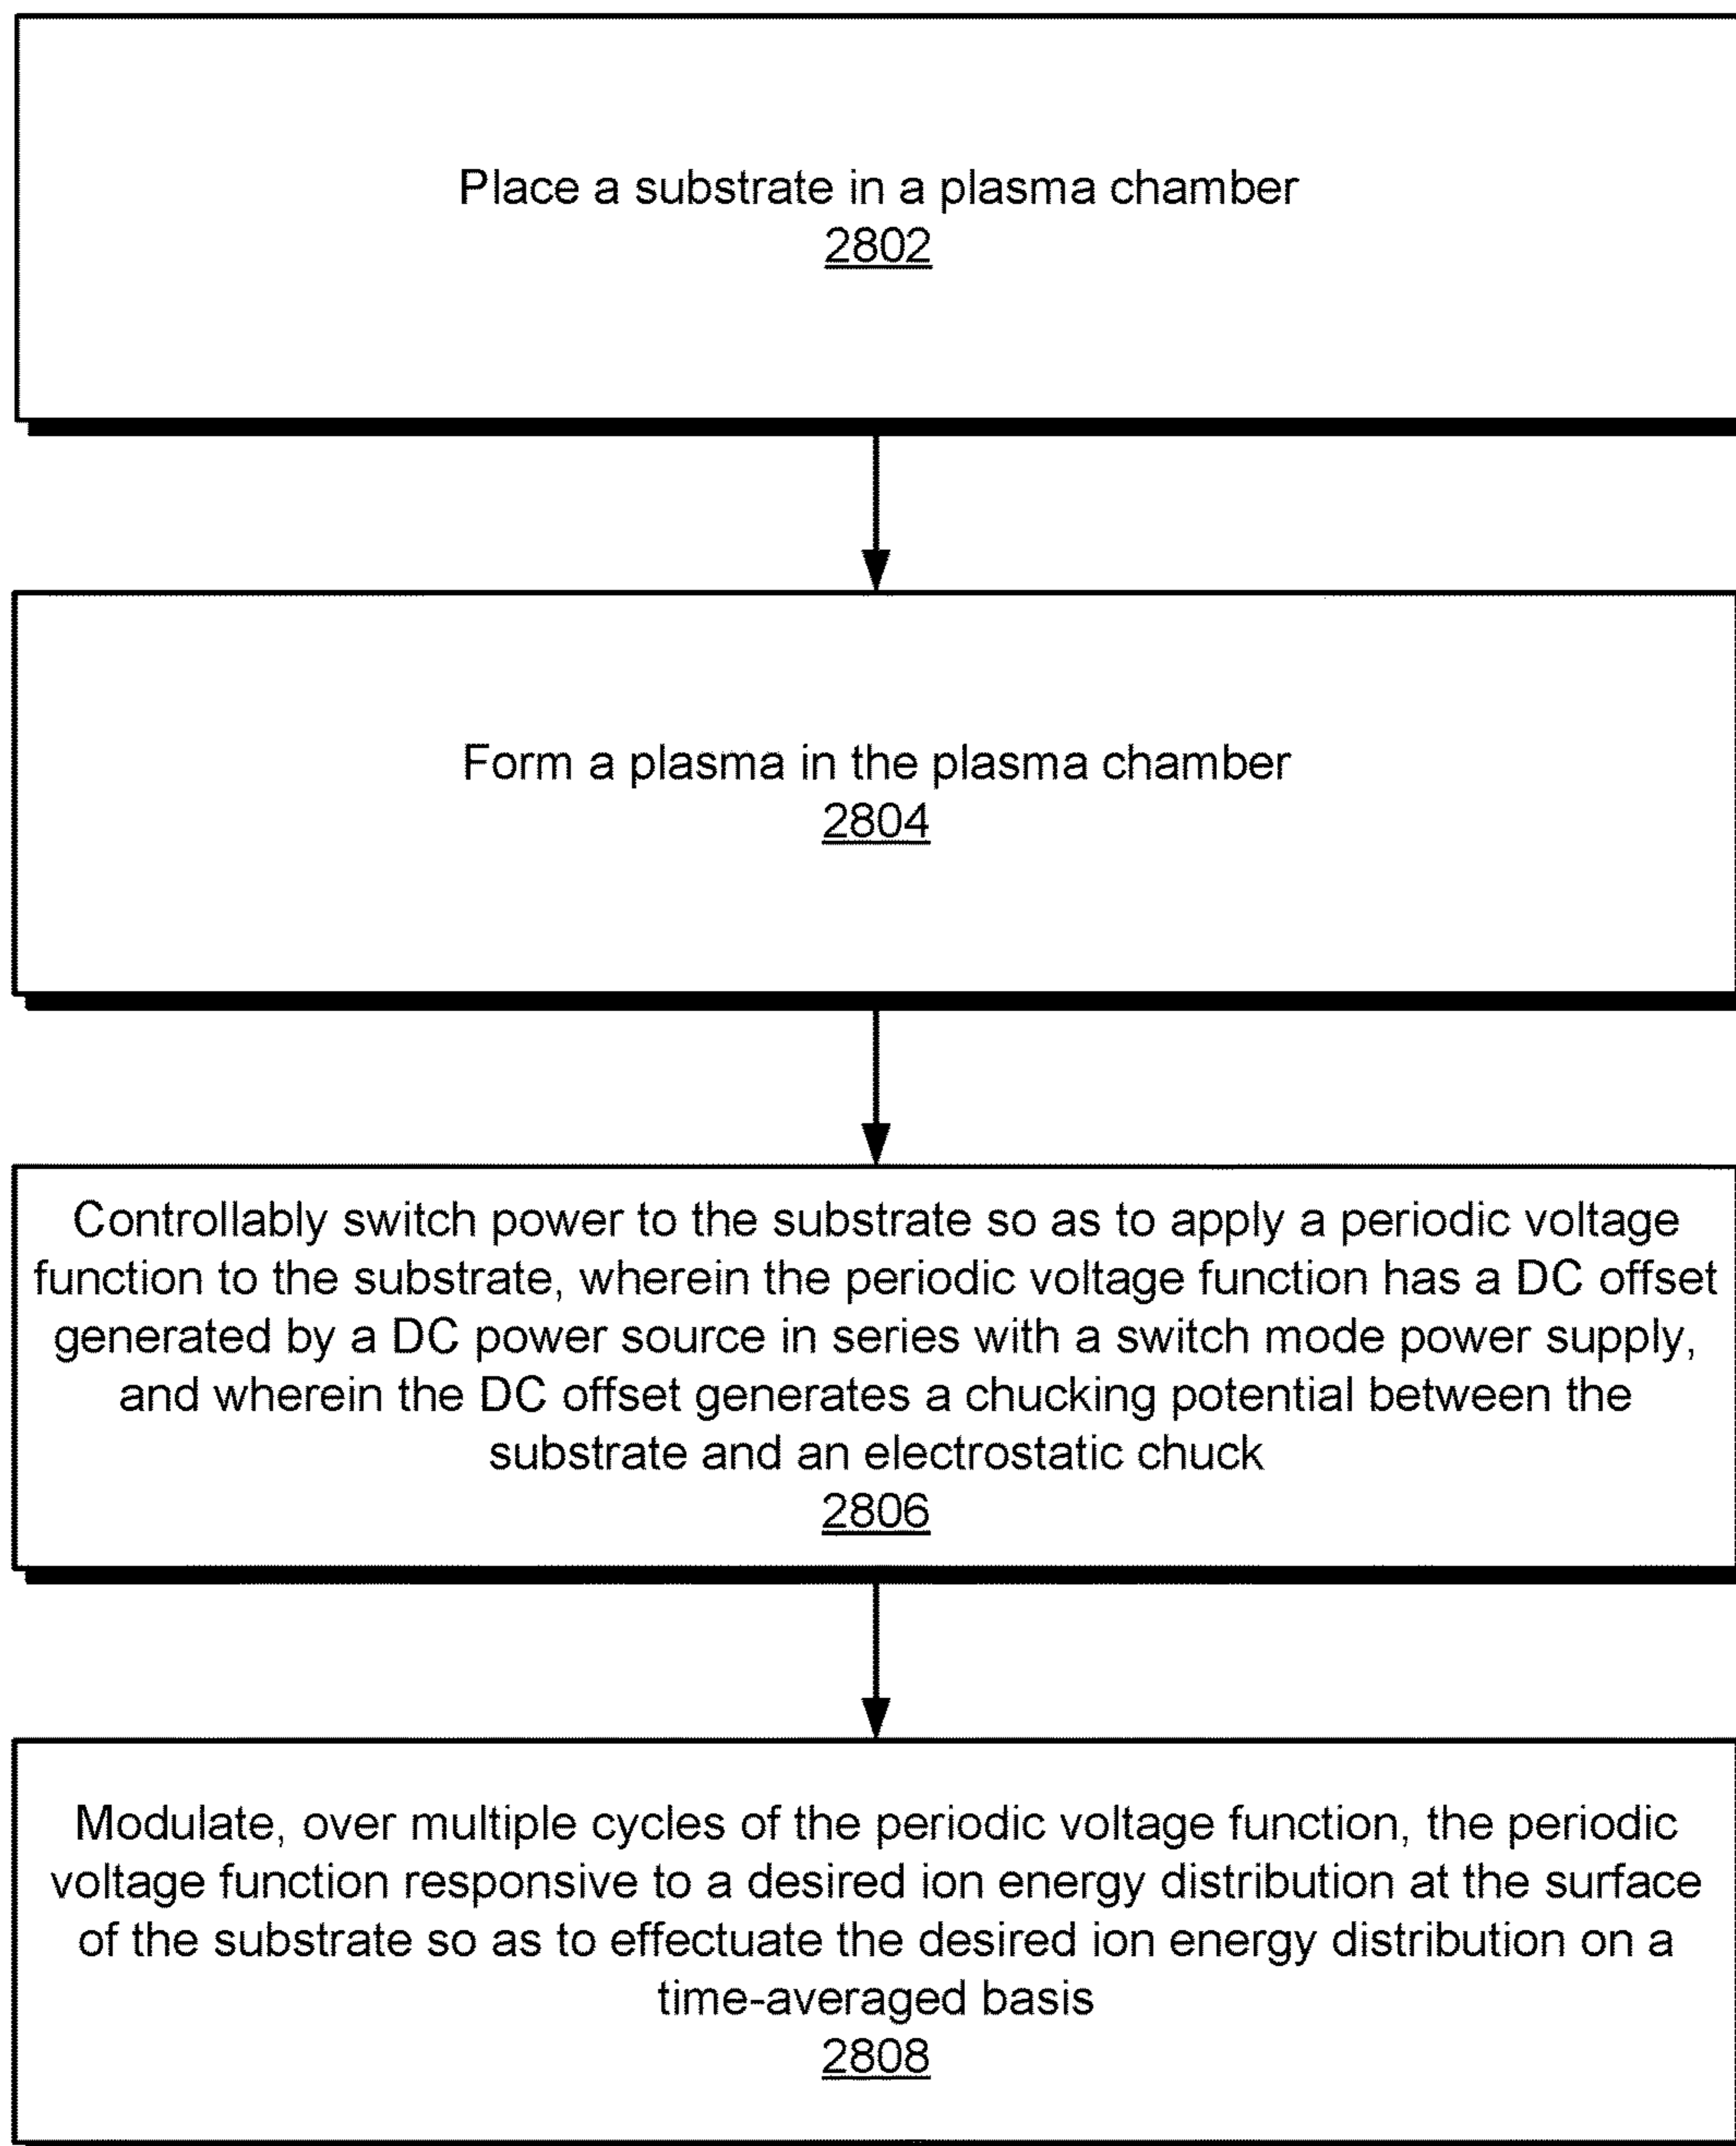 Place a substrate in a plasma chamber
2802
Form a plasma in the plasma chamber
2804
Controllably switch power to the substrate so as to apply a periodic voltage
function to the substrate, wherein the periodic voltage function has a DC offset
generated by a DC power source in series with a switch mode power supply,
and wherein the DC offset generates a chucking potential between the
substrate and an electrostatic chuck
2806
Modulate, over multiple cycles of the periodic voltage function, the periodic
voltage function responsive to a desired ion energy distribution at the surface
of the substrate so as to effectuate the desired ion energy distribution on a
time-averaged basis
2808